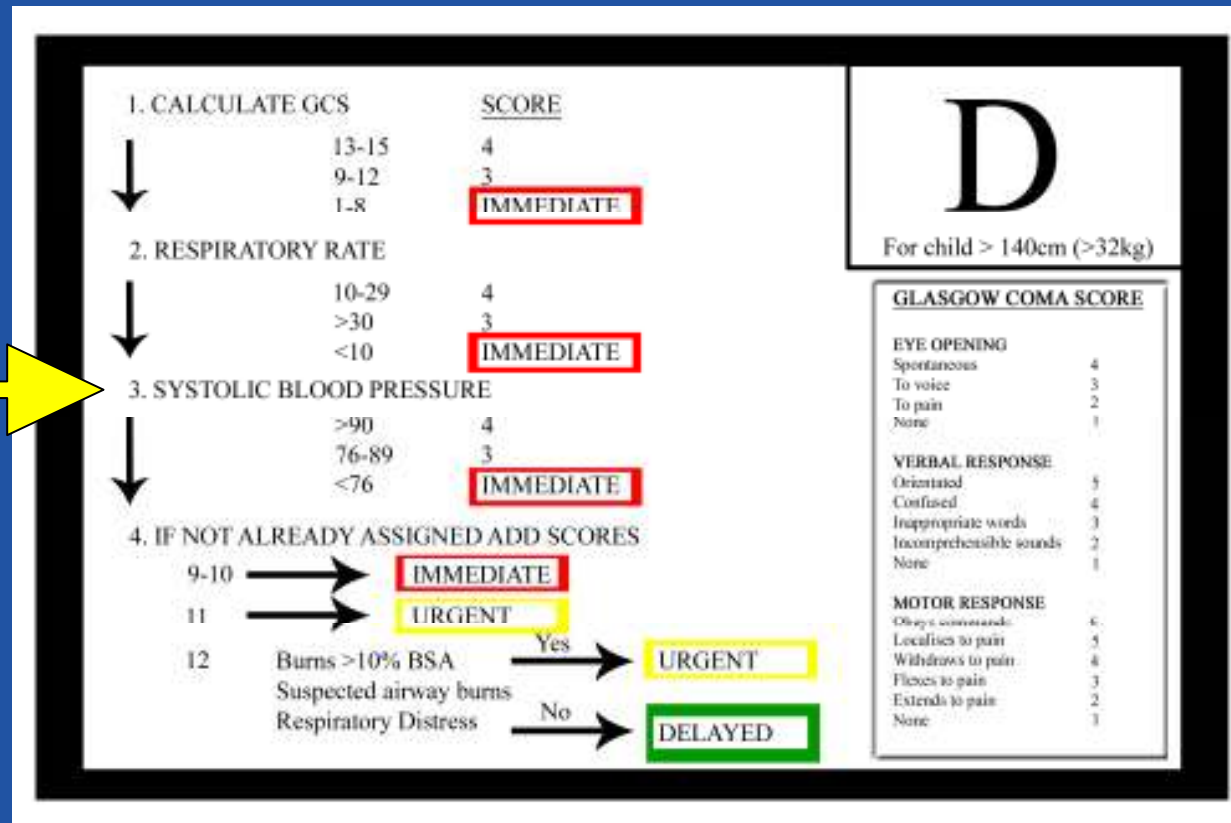 1. CALCULATE GCS SCORE
13-15 4
9-12 3
1-8 IMMEDIATE
2. RESPIRATORY RATE
10-29 4
>30 3
<10 IMMEDIATE
3. SYSTOLIC BLOOD PRESSURE
>90 4
76-89 3
<76 IMMEDIATE
4. IF NOT ALREADY ASSIGNED ADD SCORES
9-10 IMMEDIATE
11 URGENT
12 Burns >10% BSA Yes URGENT
Suspected airway burns
Respiratory Distress No DELAYED
D
For child > 140cm (>32kg)
GLASGOW COMA SCORE
EYE OPENING
Spontaneous 4
To voice 3
To pain 2
None 1
VERBAL RESPONSE
Orientated 5
Confused 4
Inappropriate words 3
Incomprehensible sounds 2
None 1
MOTOR RESPONSE
Obeys commands 6
Localises to pain 5
Withdraws to pain 4
Flexes to pain 3
Extends to pain 2
None 1